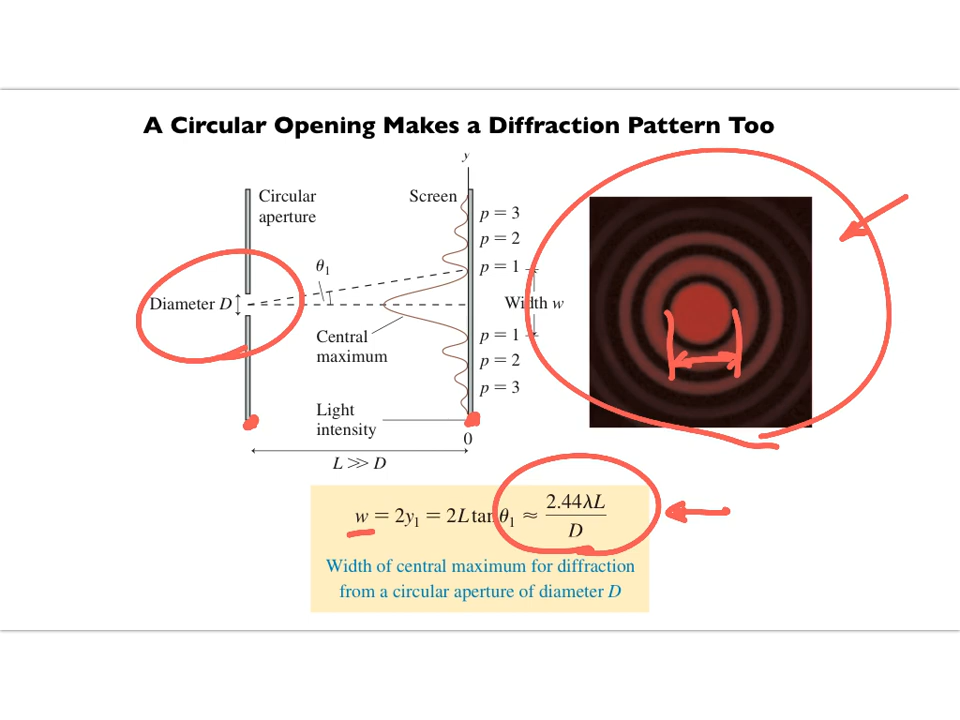 A Circular Opening Makes a Diffraction Pattern Too
y
Circular
aperture
Screen
p = 3
p = 2
θ₁
p = 1
Diameter D
Width w
Central
maximum
p = 1
p = 2
p = 3
Light
intensity
0
L ≫ D
w = 2y₁ = 2L tan θ₁ ≈ 2.44λL / D
Width of central maximum for diffraction
from a circular aperture of diameter D